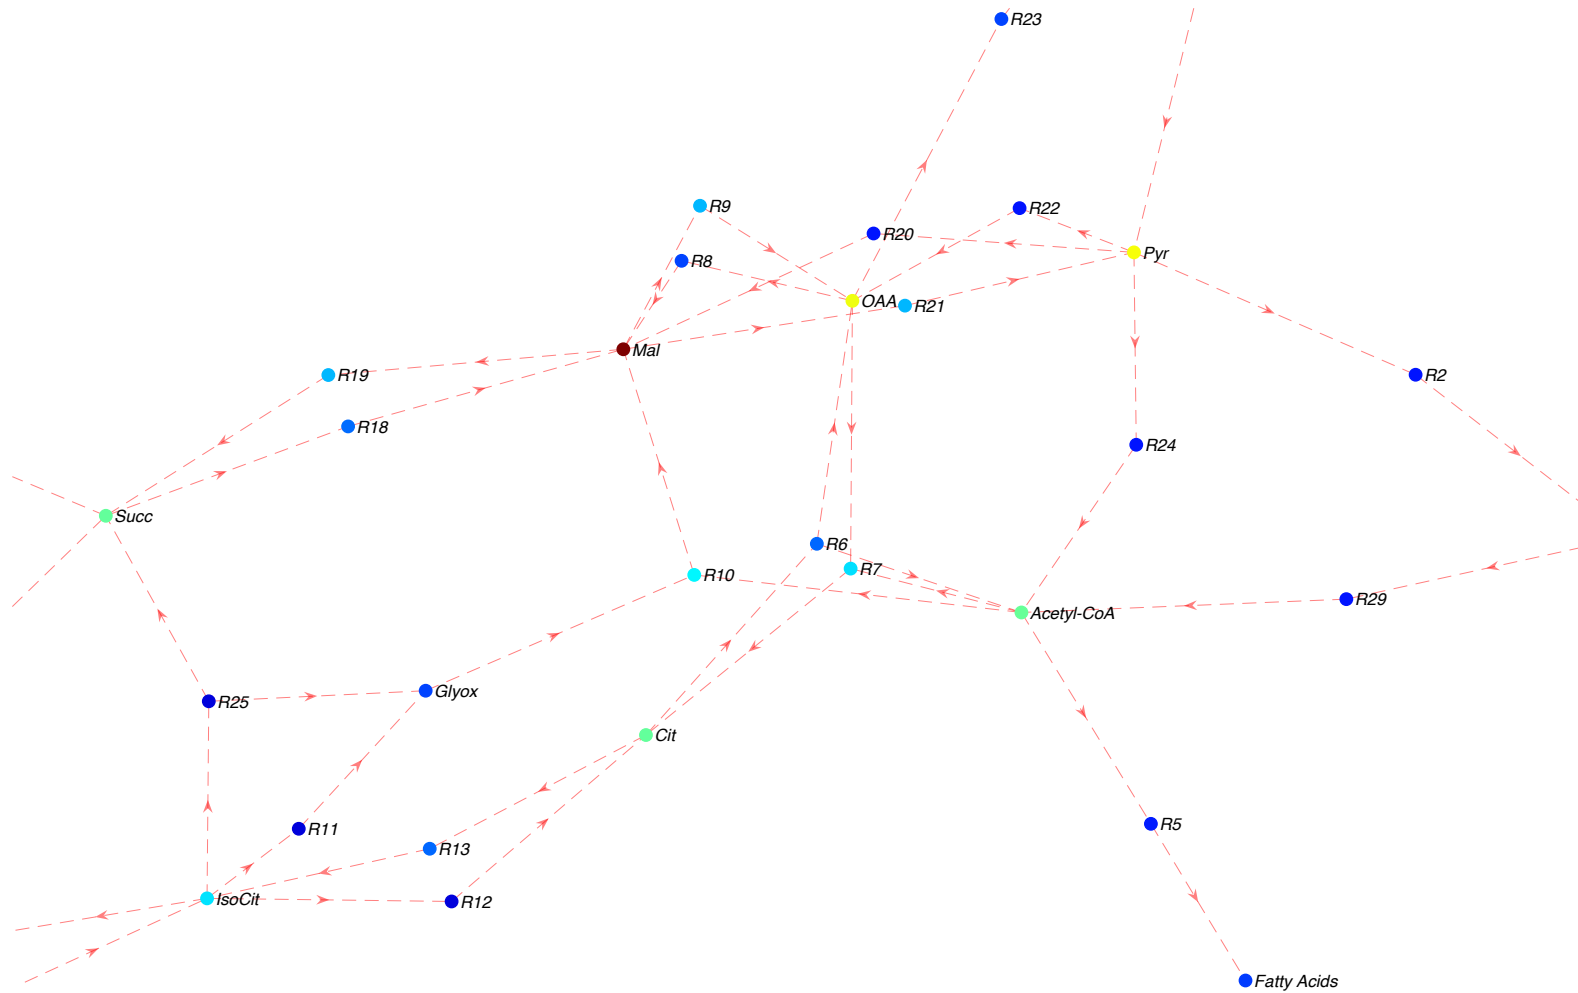 R23
R9
R22
R20
R8
Pyr
OAA
R21
Mal
R19
R2
R18
R24
Succ
R6
R7
R10
R29
Acetyl-CoA
Glyox
R25
Cit
R5
R11
R13
IsoCit
R12
Fatty Acids